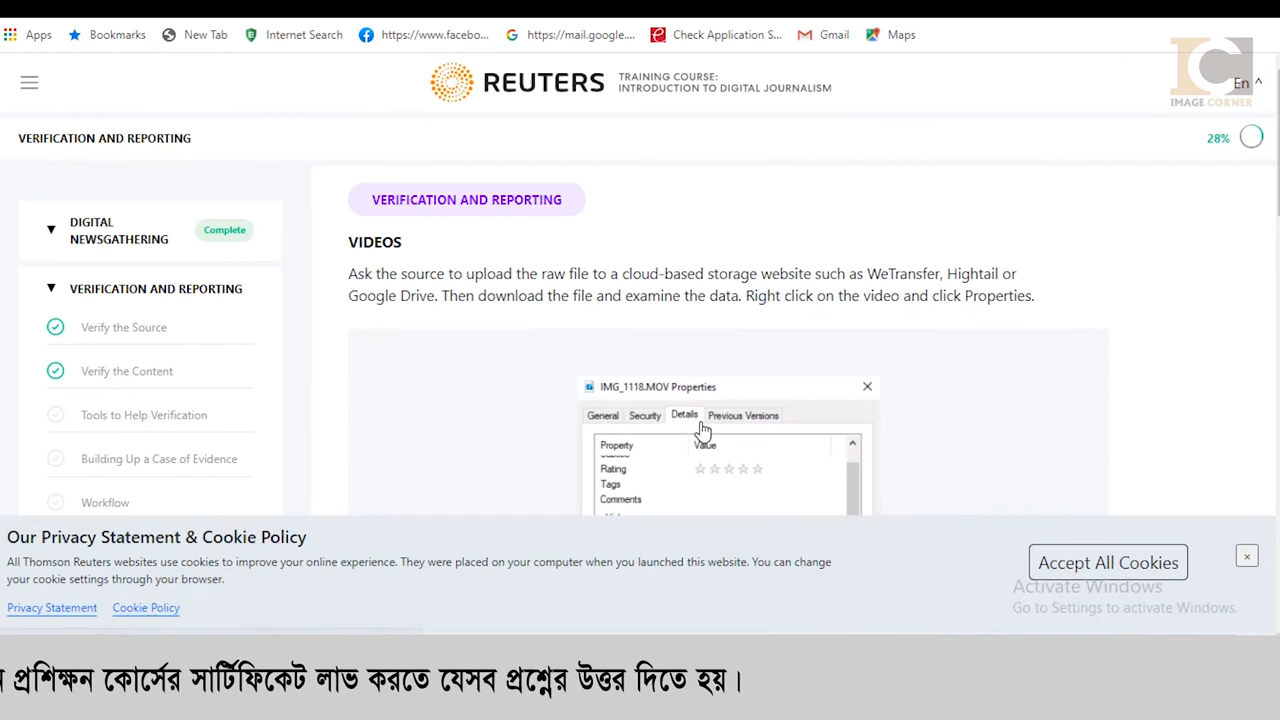 Apps Bookmarks New Tab Internet Search https://www.facebo... https://mail.google.... Check Application S... Gmail Maps
REUTERS
TRAINING COURSE:
INTRODUCTION TO DIGITAL JOURNALISM
IC
En
IMAGE CORNER
VERIFICATION AND REPORTING
28%
DIGITAL
NEWSGATHERING
Complete
VERIFICATION AND REPORTING
Verify the Source
Verify the Content
Tools to Help Verification
Building Up a Case of Evidence
Workflow
VERIFICATION AND REPORTING
VIDEOS
Ask the source to upload the raw file to a cloud-based storage website such as WeTransfer, Hightail or
Google Drive. Then download the file and examine the data. Right click on the video and click Properties.
IMG_1118.MOV Properties
General Security Details Previous Versions
Property Value
Rating
Tags
Comments
Our Privacy Statement & Cookie Policy
All Thomson Reuters websites use cookies to improve your online experience. They were placed on your computer when you launched this website. You can change
your cookie settings through your browser.
Privacy Statement Cookie Policy
Accept All Cookies
Activate Windows
Go to Settings to activate Windows.
প্রশিক্ষন কোর্সের সার্টিফিকেট লাভ করতে যেসব প্রশ্নের উত্তর দিতে হয়।